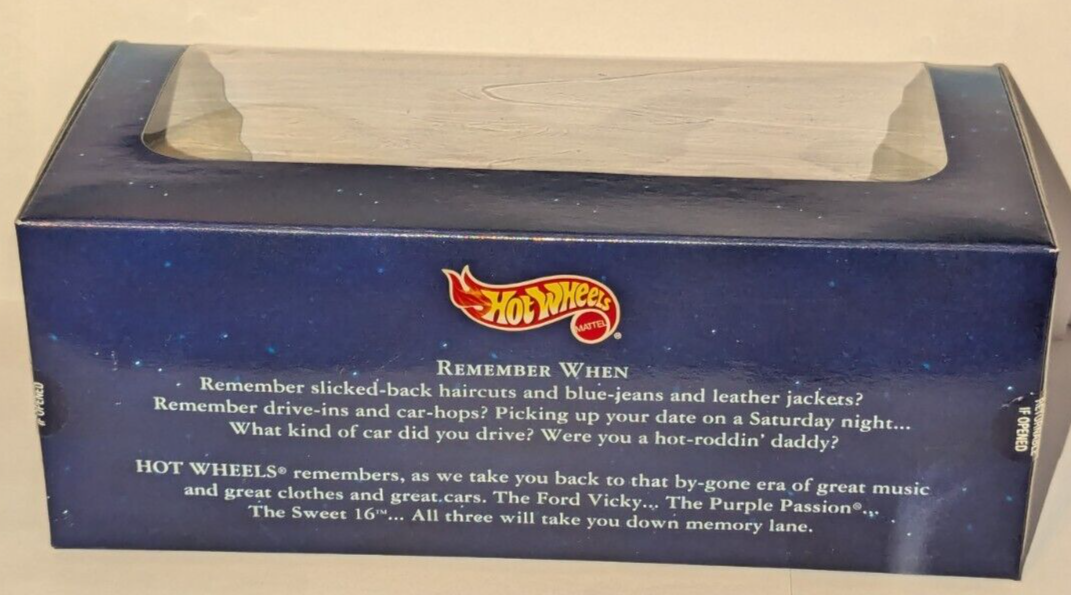 HOT WHEELS
MATTEL
®
REMEMBER WHEN
Remember slicked-back haircuts and blue-jeans and leather jackets?
Remember drive-ins and car-hops? Picking up your date on a Saturday night...
What kind of car did you drive? Were you a hot-roddin' daddy?
HOT WHEELS® remembers, as we take you back to that by-gone era of great music
and great clothes and great cars. The Ford Vicky... The Purple Passion®...
The Sweet 16™... All three will take you down memory lane.
IF OPENED